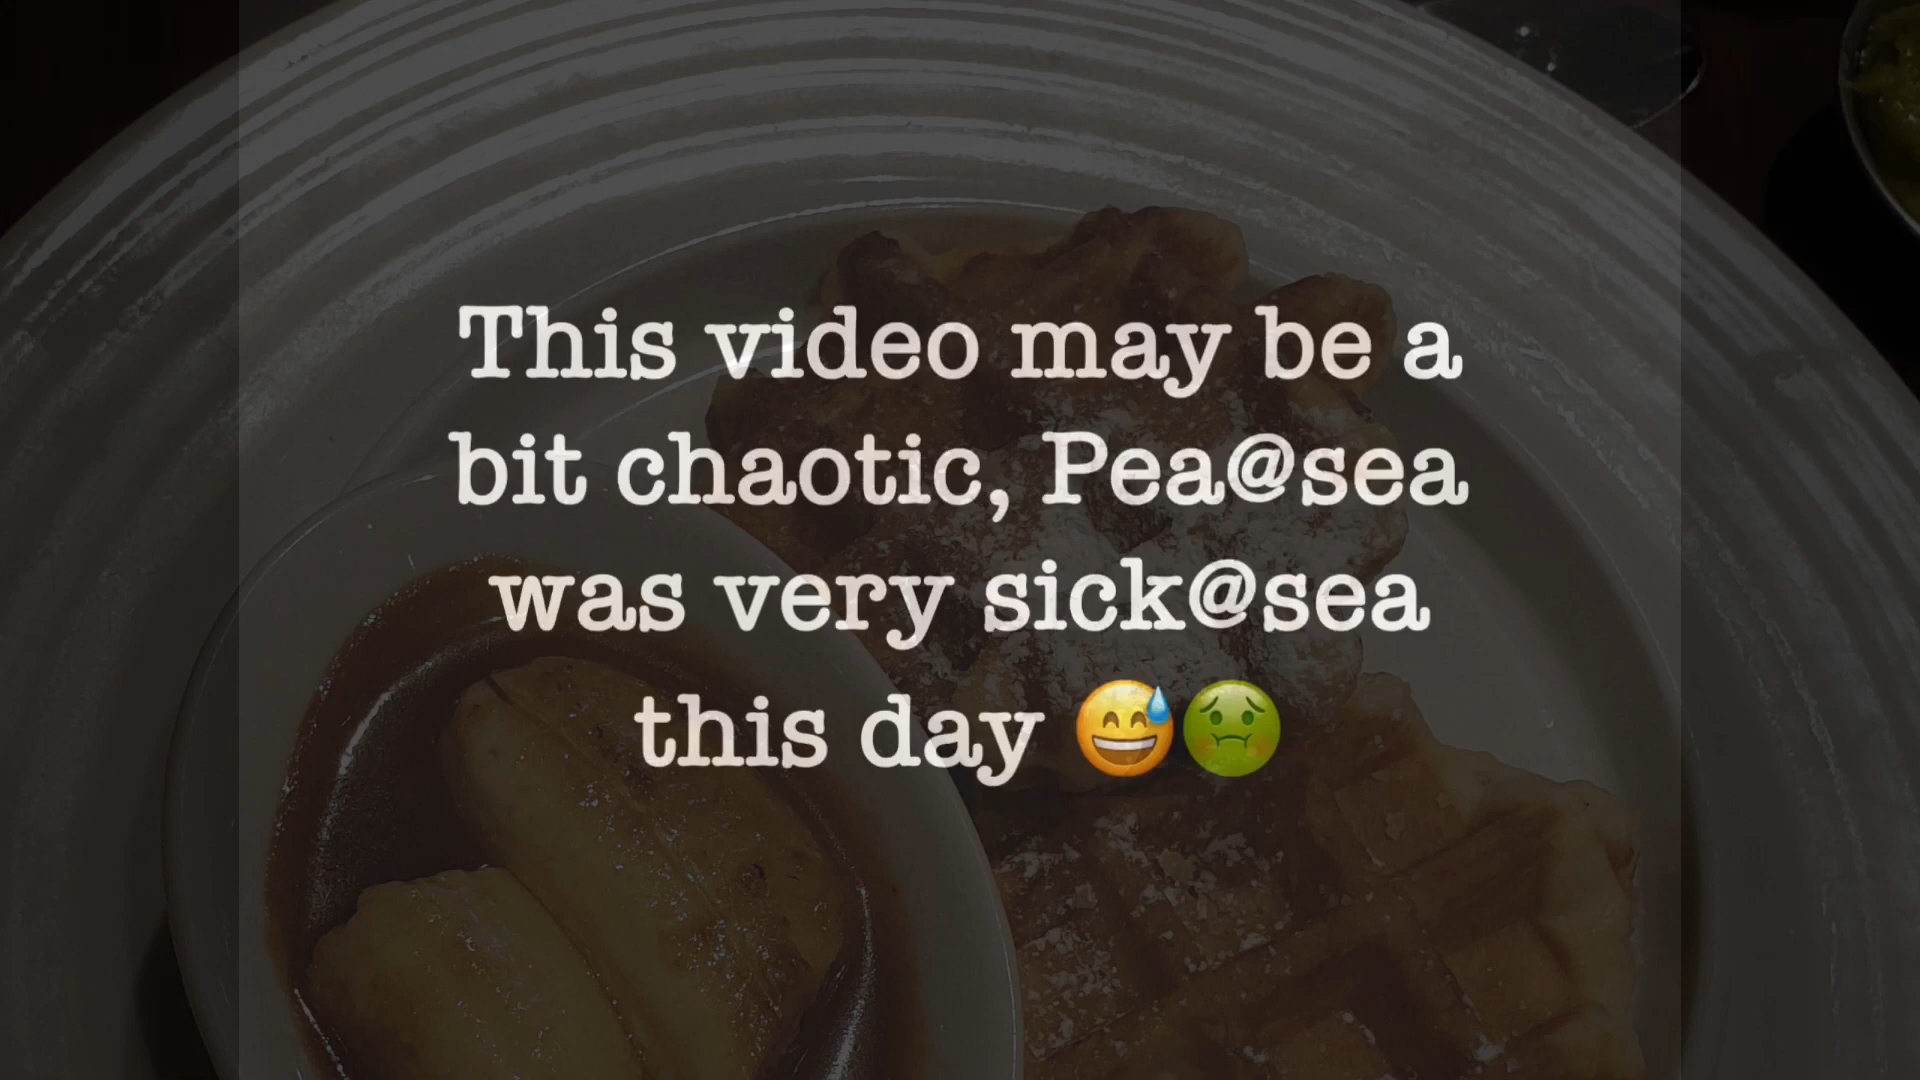 This video may be a
bit chaotic, Pea@sea
was very sick@sea
this day 😅🤢